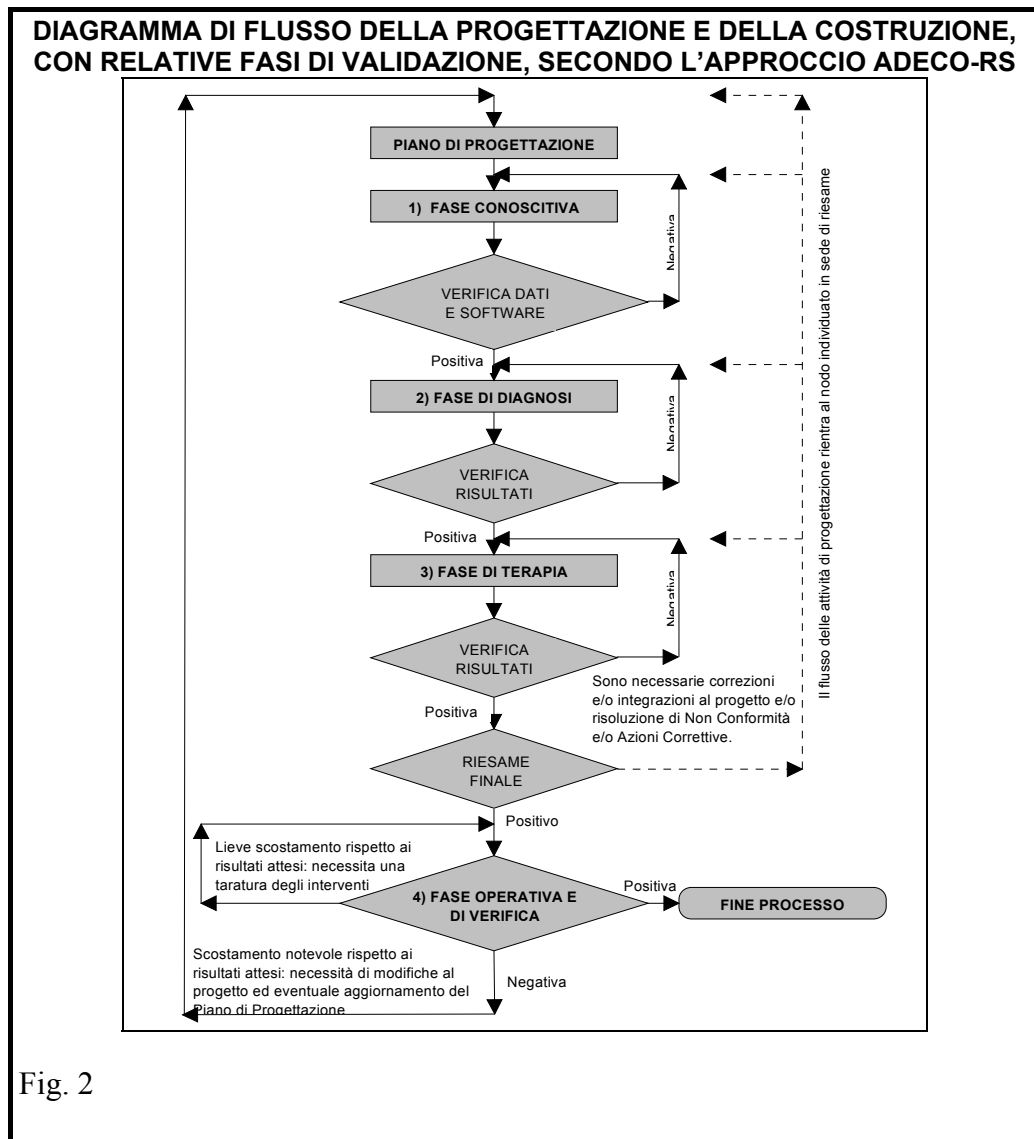 DIAGRAMMA DI FLUSSO DELLA PROGETTAZIONE E DELLA COSTRUZIONE,
CON RELATIVE FASI DI VALIDAZIONE, SECONDO L'APPROCCIO ADECO-RS
PIANO DI PROGETTAZIONE
1) FASE CONOSCITIVA
Negativa
VERIFICA DATI
E SOFTWARE
Positiva
2) FASE DI DIAGNOSI
Negativa
VERIFICA
RISULTATI
Positiva
3) FASE DI TERAPIA
Negativa
VERIFICA
RISULTATI
Sono necessarie correzioni
e/o integrazioni al progetto e/o
risoluzione di Non Conformità
e/o Azioni Correttive.
Il flusso delle attività di progettazione rientra al nodo individuato in sede di riesame
Positiva
RIESAME
FINALE
Positivo
Lieve scostamento rispetto ai
risultati attesi: necessita una
taratura degli interventi
4) FASE OPERATIVA E
DI VERIFICA
Positiva
FINE PROCESSO
Scostamento notevole rispetto ai
risultati attesi: necessità di modifiche al
progetto ed eventuale aggiornamento del
Piano di Progettazione
Negativa
Fig. 2